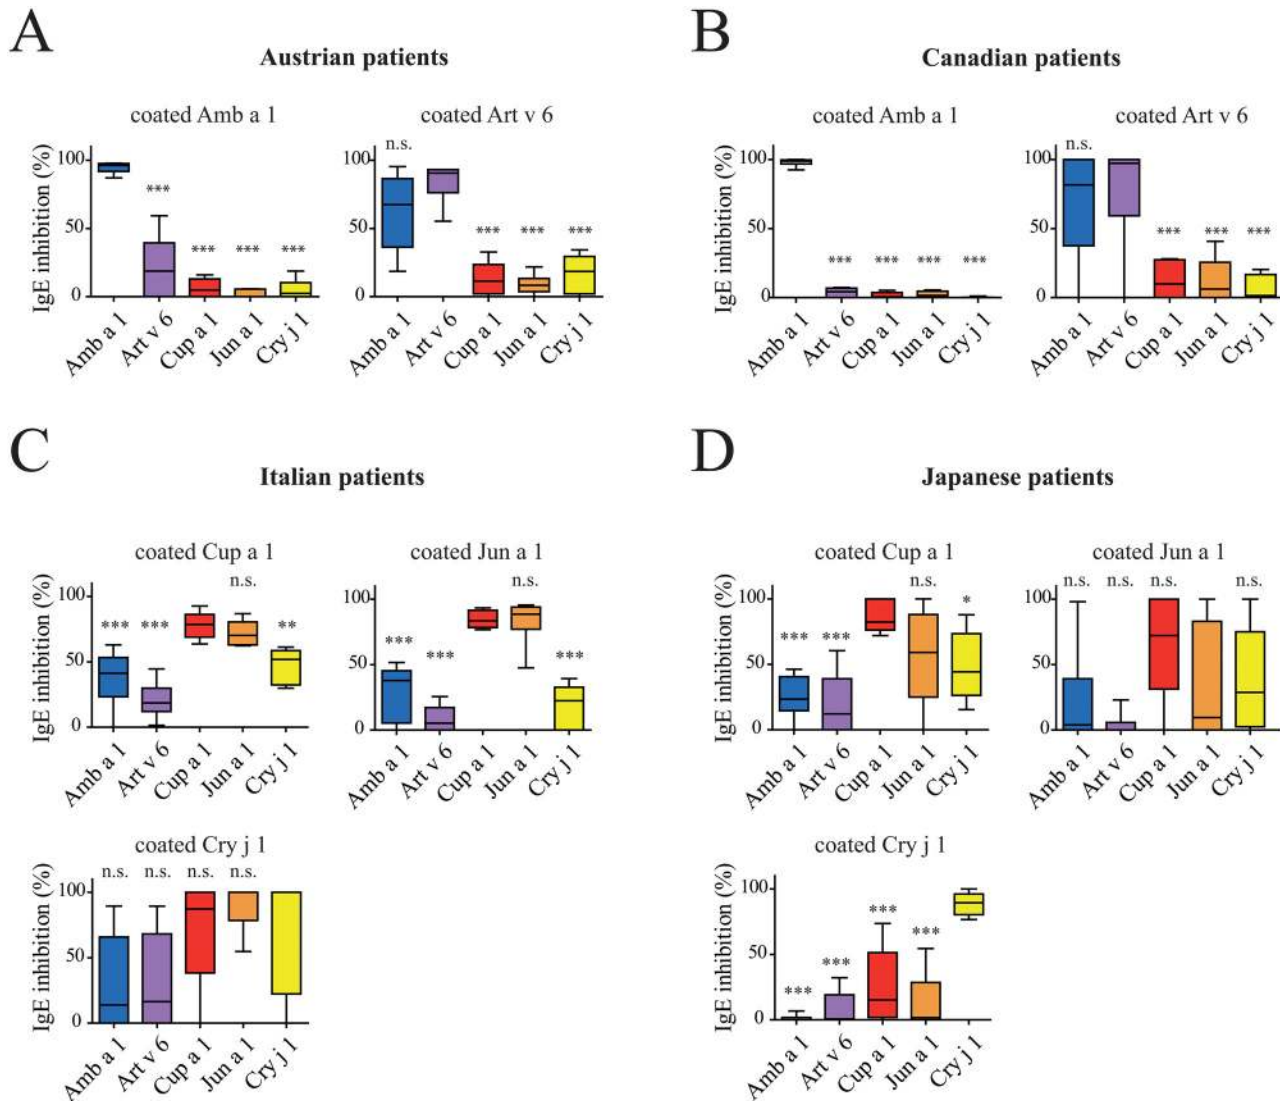 A
Austrian patients
coated Amb a 1
coated Art v 6
IgE inhibition (%)
100
50
0
***
***
***
***
Amb a 1
Art v 6
Cup a 1
Jun a 1
Cry j 1
100
50
0
n.s.
***
***
***
Amb a 1
Art v 6
Cup a 1
Jun a 1
Cry j 1
B
Canadian patients
coated Amb a 1
coated Art v 6
IgE inhibition (%)
100
50
0
***
***
***
***
Amb a 1
Art v 6
Cup a 1
Jun a 1
Cry j 1
n.s.
100
50
0
***
***
***
Amb a 1
Art v 6
Cup a 1
Jun a 1
Cry j 1
C
Italian patients
coated Cup a 1
coated Jun a 1
IgE inhibition (%)
100
50
0
***
***
n.s.
**
Amb a 1
Art v 6
Cup a 1
Jun a 1
Cry j 1
100
50
0
***
***
n.s.
***
Amb a 1
Art v 6
Cup a 1
Jun a 1
Cry j 1
coated Cry j 1
IgE inhibition (%)
n.s.
n.s.
n.s.
n.s.
100
50
0
Amb a 1
Art v 6
Cup a 1
Jun a 1
Cry j 1
D
Japanese patients
coated Cup a 1
coated Jun a 1
IgE inhibition (%)
100
50
0
***
***
n.s.
*
Amb a 1
Art v 6
Cup a 1
Jun a 1
Cry j 1
n.s.
n.s.
n.s.
n.s.
100
50
0
Amb a 1
Art v 6
Cup a 1
Jun a 1
Cry j 1
coated Cry j 1
IgE inhibition (%)
100
50
0
***
***
***
***
Amb a 1
Art v 6
Cup a 1
Jun a 1
Cry j 1